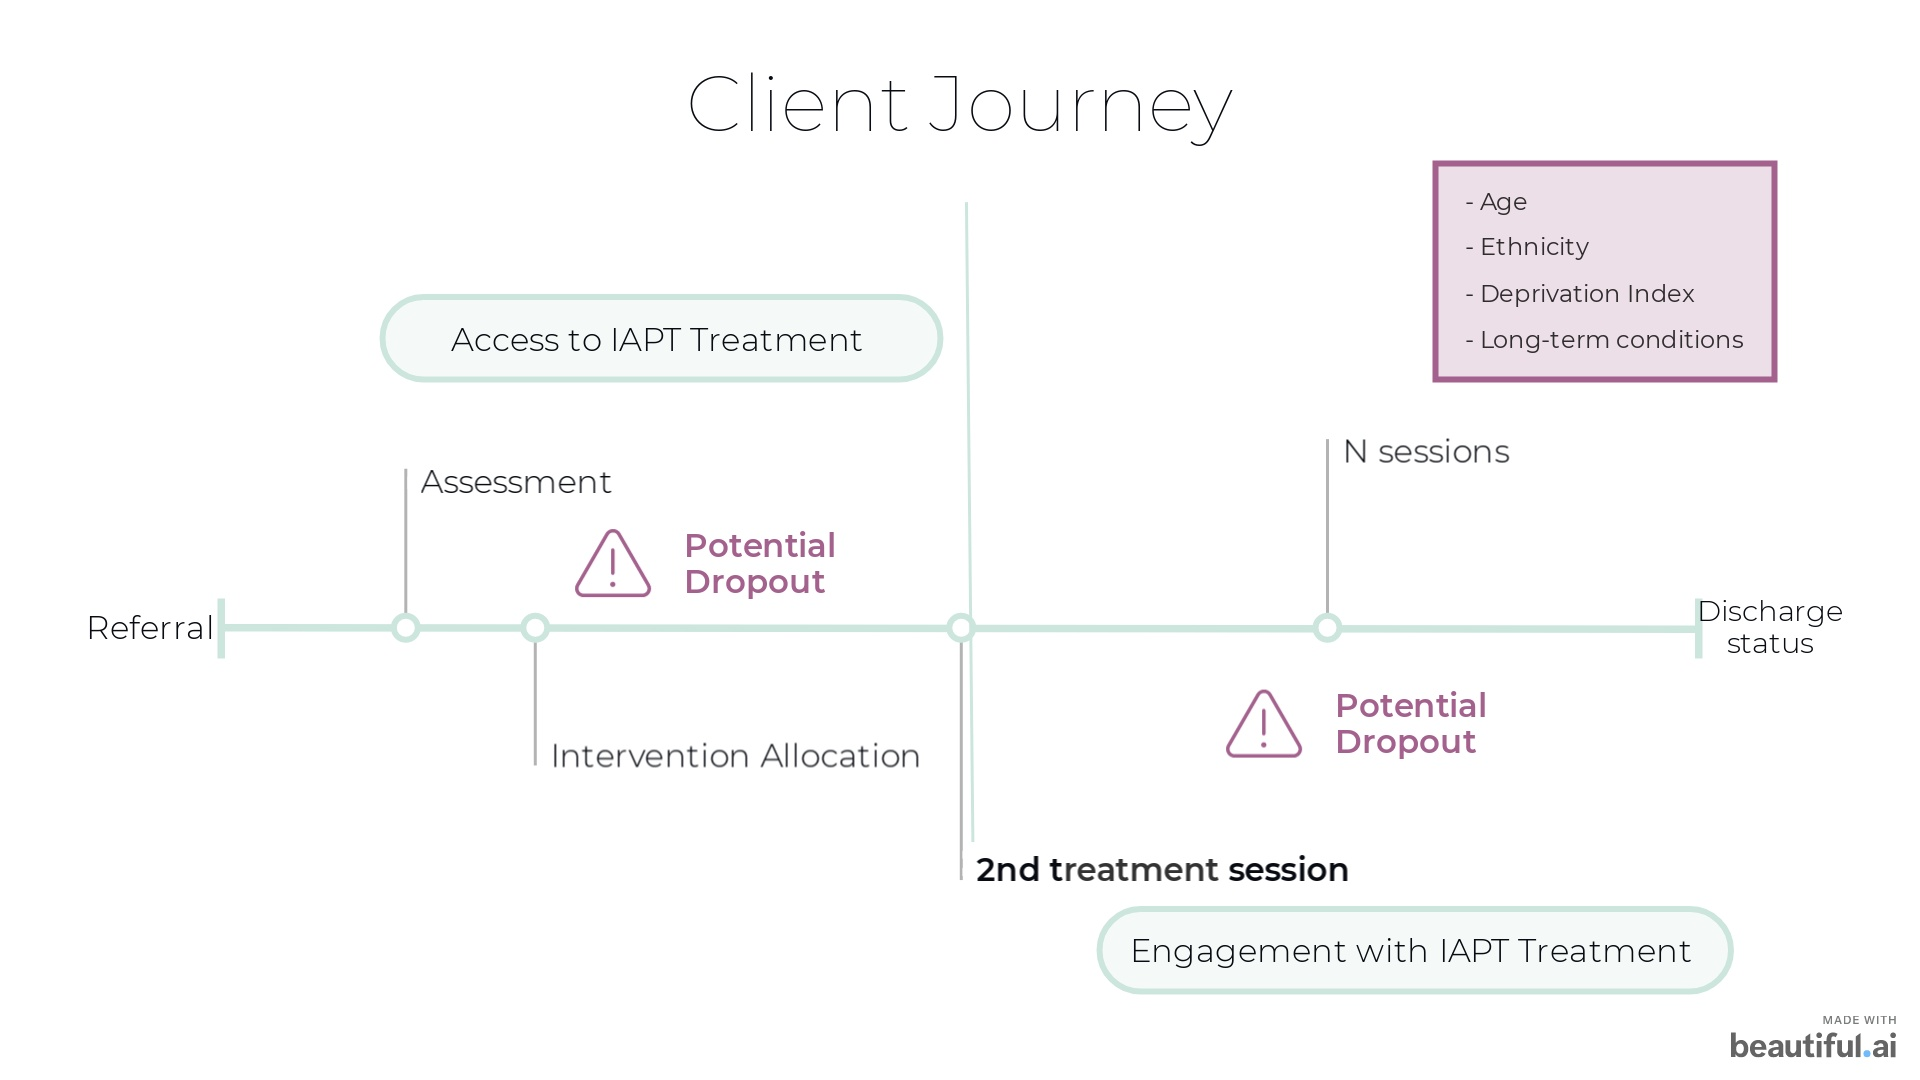 Client Journey
- Age
- Ethnicity
- Deprivation Index
- Long-term conditions
Access to IAPT Treatment
N sessions
Assessment
Potential
Dropout
Referral
Discharge
status
Potential
Dropout
Intervention Allocation
2nd treatment session
Engagement with IAPT Treatment
MADE WITH
beautiful.ai